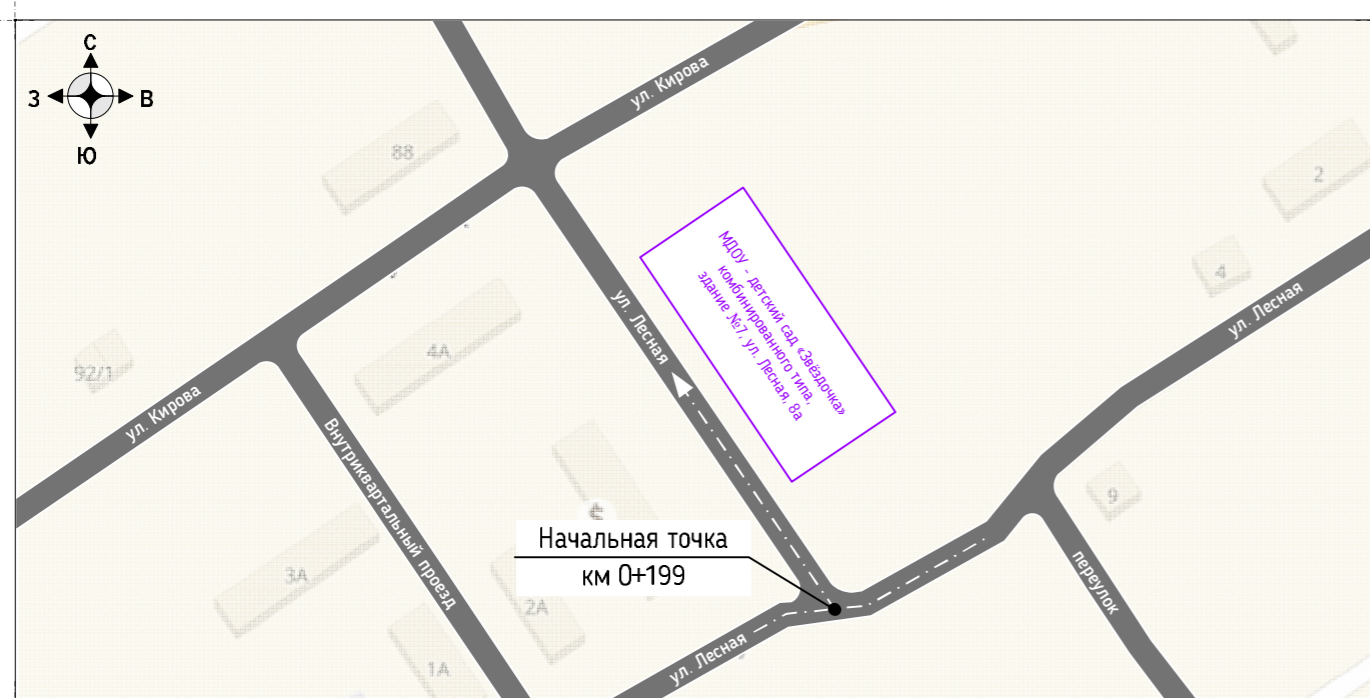 С
З
В
Ю
ул. Кирова
88
2
4
ул. Лесная
МДОУ - детский сад «Звёздочка»
комбинированного типа,
здание №7, ул. Лесная, 8а
ул. Лесная
4А
92/1
ул. Кирова
Внутриквартальный проезд
9
Начальная точка
км 0+199
переулок
3А
2А
ул. Лесная
1А